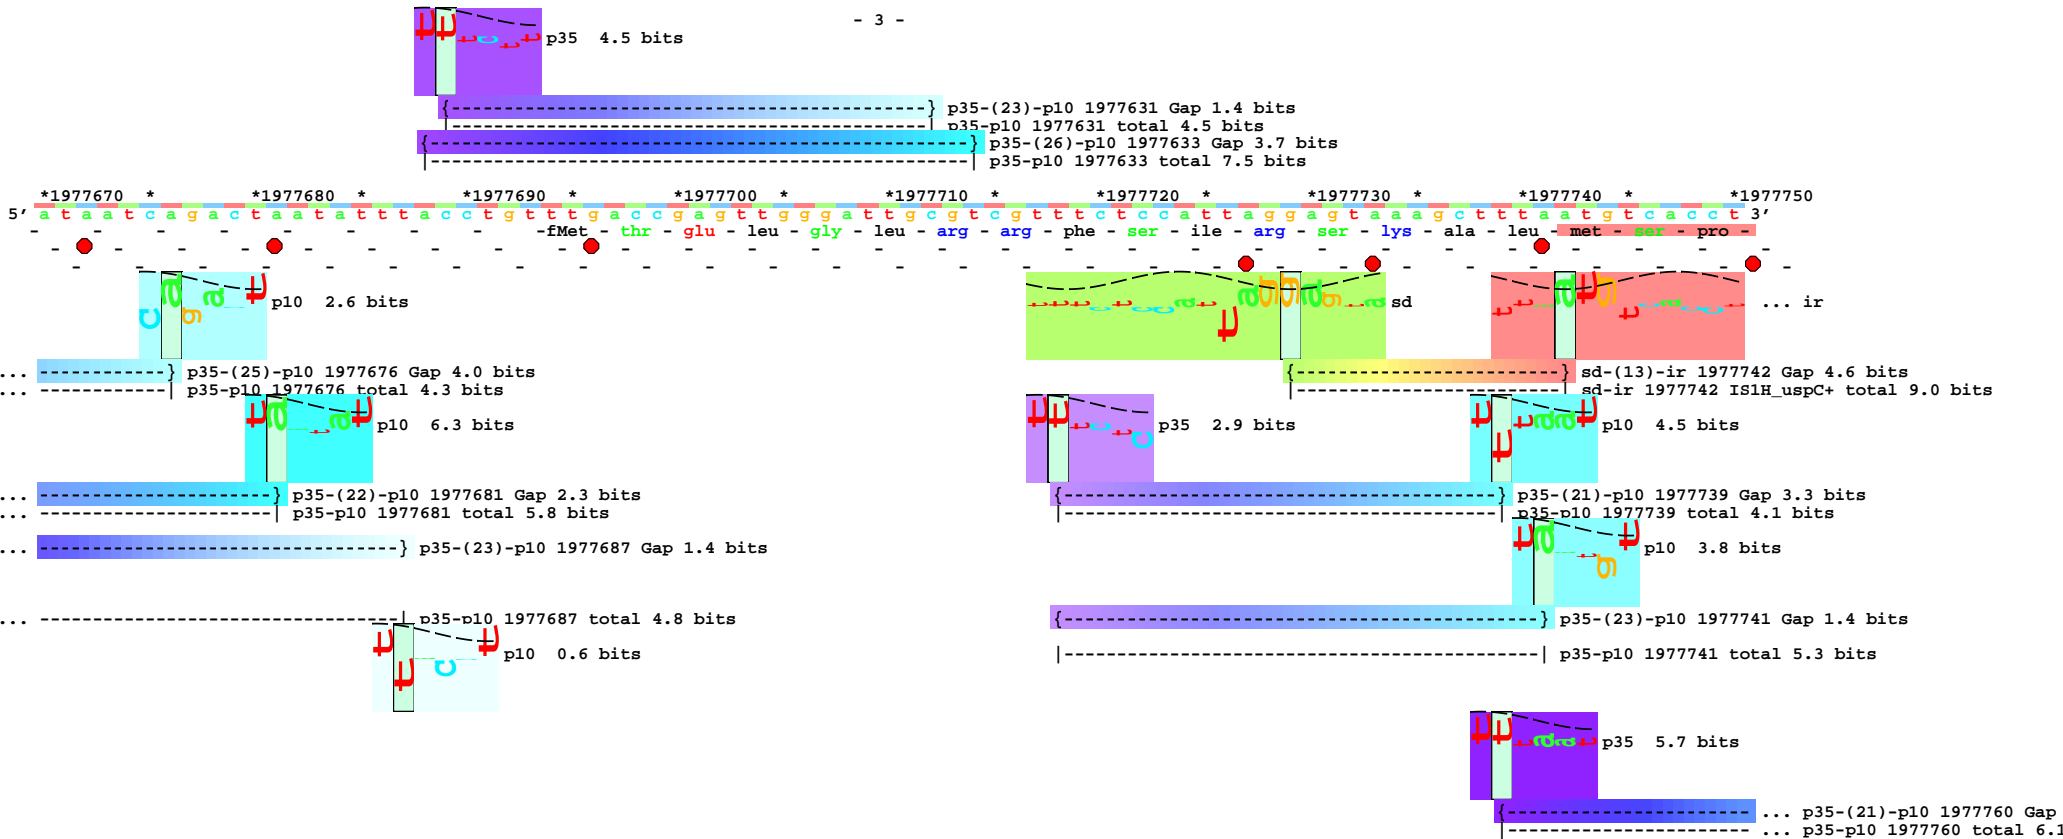 - 3 -
p35 4.5 bits
{----------------------------------------------} p35-(23)-p10 1977631 Gap 1.4 bits
|----------------------------------------------| p35-p10 1977631 total 4.5 bits
{----------------------------------------------------} p35-(26)-p10 1977633 Gap 3.7 bits
|----------------------------------------------------| p35-p10 1977633 total 7.5 bits
*1977670 * *1977680 * *1977690 * *1977700 * *1977710 * *1977720 * *1977730 * *1977740 * *1977750
5' a t a a t c a g a c t a a t a t t t a c c t g t t t g a c c g a g t t g g g a t t g c g t c g t t t c t c c a t t a g g a g t a a a g c t t t a a t g t c a c c t 3'
- - - - - - - - -fMet - thr - glu - leu - gly - leu - arg - arg - phe - ser - ile - arg - ser - lys - ala - leu - met - ser - pro -
p10 2.6 bits
sd
... ir
... -------------} p35-(25)-p10 1977676 Gap 4.0 bits
{--------------------------} sd-(13)-ir 1977742 Gap 4.6 bits
... -------------| p35-p10 1977676 total 4.3 bits
|--------------------------| sd-ir 1977742 IS1H_uspC+ total 9.0 bits
p10 6.3 bits
p35 2.9 bits
p10 4.5 bits
... -----------------------} p35-(22)-p10 1977681 Gap 2.3 bits
{------------------------------------------} p35-(21)-p10 1977739 Gap 3.3 bits
... -----------------------| p35-p10 1977681 total 5.8 bits
|------------------------------------------| p35-p10 1977739 total 4.1 bits
... -----------------------------------} p35-(23)-p10 1977687 Gap 1.4 bits
p10 3.8 bits
... -----------------------------------| p35-p10 1977687 total 4.8 bits
{----------------------------------------------} p35-(23)-p10 1977741 Gap 1.4 bits
p10 0.6 bits
|----------------------------------------------| p35-p10 1977741 total 5.3 bits
p35 5.7 bits
{------------------------ ... p35-(21)-p10 1977760 Gap
|------------------------ ... p35-p10 1977760 total 6.1